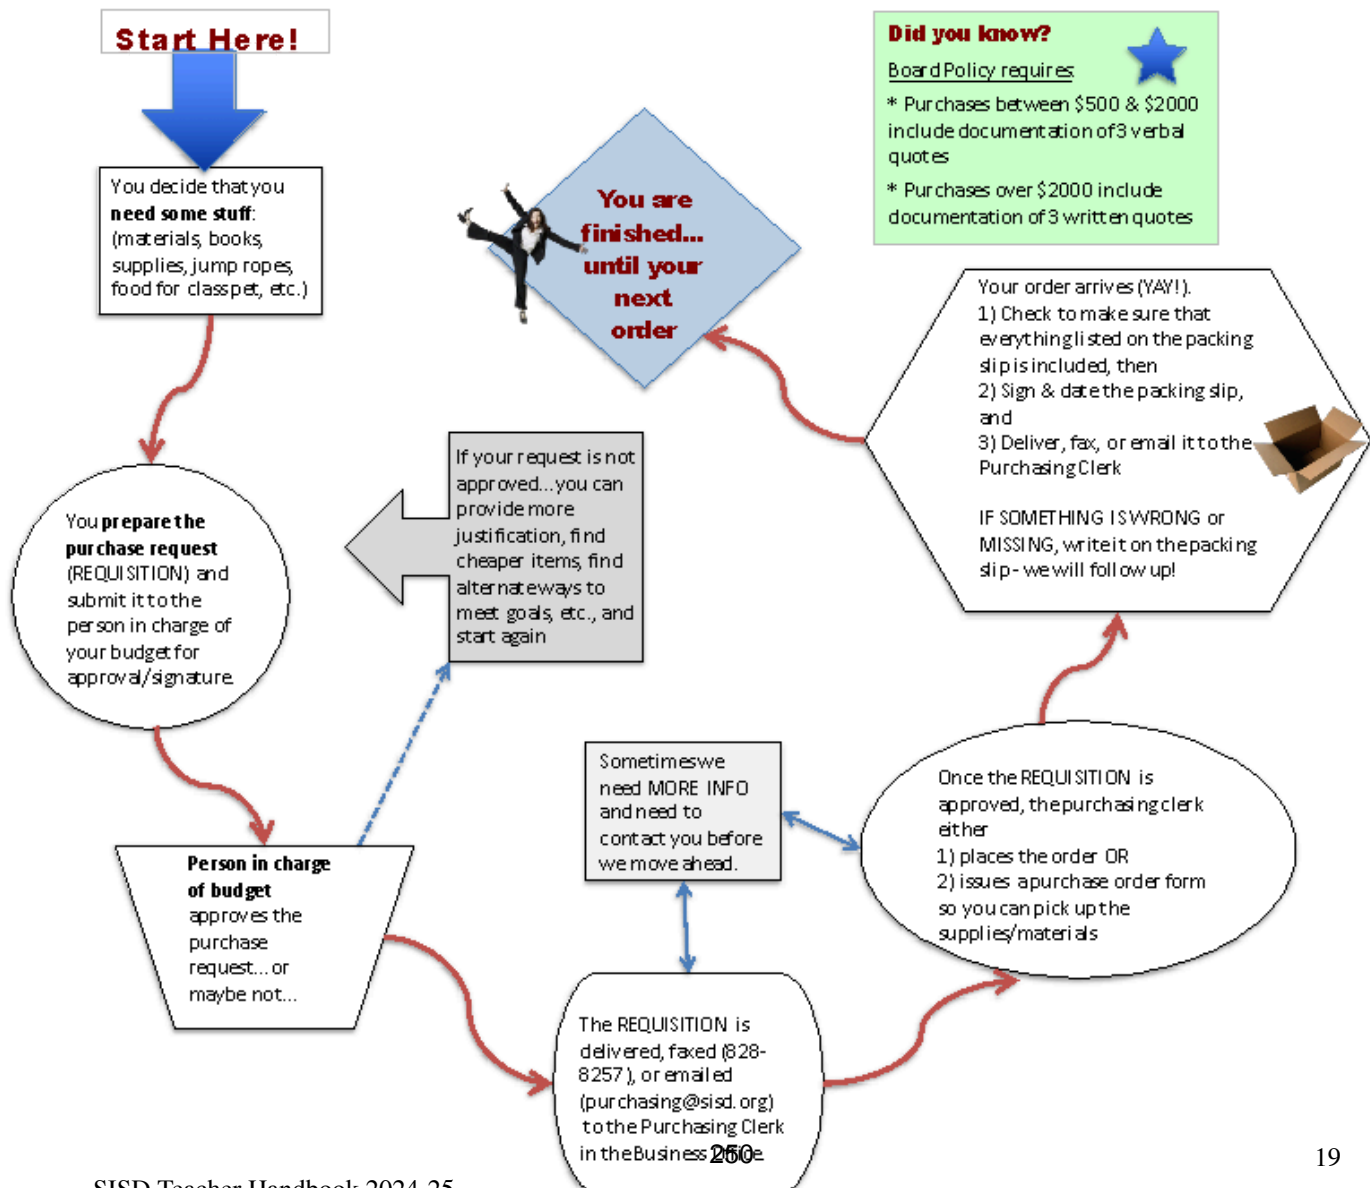 Start Here!
You decide that you
need some stuff:
(materials, books,
supplies, jump ropes,
food for class pet, etc.)
You prepare the
purchase request
(REQUISITION) and
submit it to the
person in charge of
your budget for
approval/signature.
Person in charge
of budget
approves the
purchase
request...or
maybe not...
If your request is not
approved...you can
provide more
justification, find
cheaper items, find
alternate ways to
meet goals, etc., and
start again
The REQUISITION is
delivered, faxed (828-
8257), or emailed
(purchasing@sisd.org)
to the Purchasing Clerk
in the Business Office.
Sometimes we
need MORE INFO
and need to
contact you before
we move ahead.
Once the REQUISITION is
approved, the purchasing clerk
either
1) places the order OR
2) issues a purchase order form
so you can pick up the
supplies/materials
Your order arrives (YAY!).
1) Check to make sure that
everything listed on the packing
slip is included, then
2) Sign & date the packing slip,
and
3) Deliver, fax, or email it to the
Purchasing Clerk
IF SOMETHING IS WRONG or
MISSING, write it on the packing
slip - we will follow up!
You are
finished...
until your
next
order
Did you know?
Board Policy requires:
* Purchases between $500 & $2000
include documentation of 3 verbal
quotes
* Purchases over $2000 include
documentation of 3 written quotes
250
19
SISD Teacher Handbook 2024-25